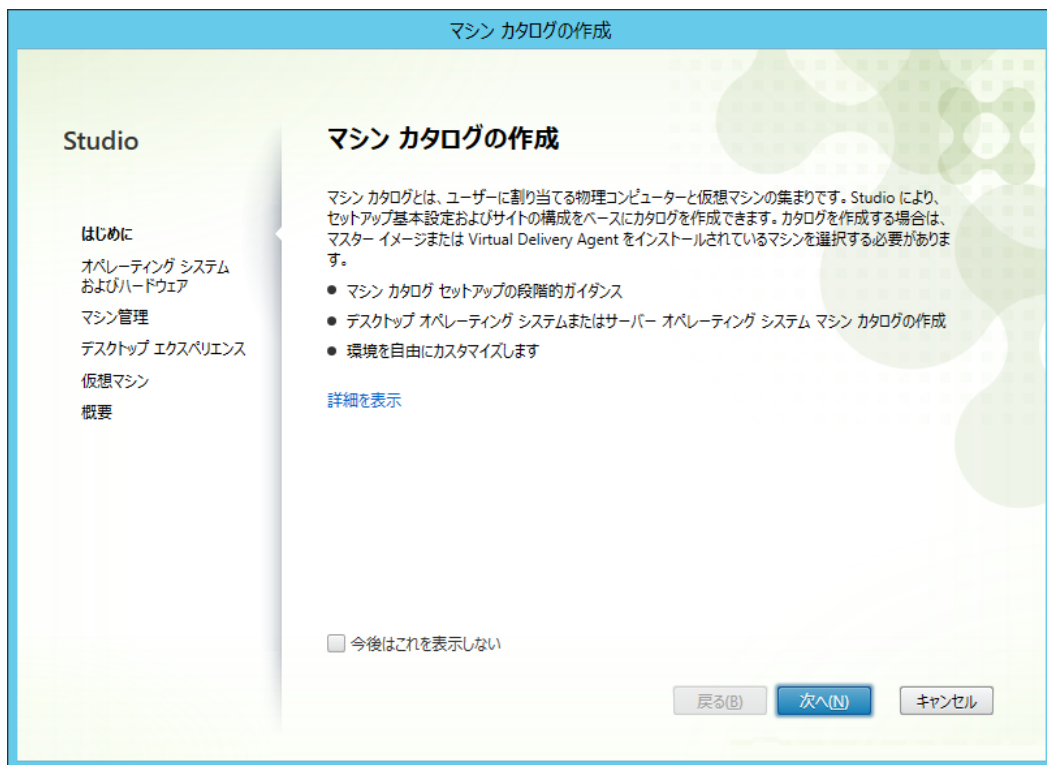 マシン カタログの作成
Studio
はじめに
オペレーティング システム
およびハードウェア
マシン管理
デスクトップ エクスペリエンス
仮想マシン
概要
マシン カタログの作成
マシン カタログとは、ユーザーに割り当てる物理コンピューターと仮想マシンの集まりです。Studio により、
セットアップ基本設定およびサイトの構成をベースにカタログを作成できます。カタログを作成する場合は、
マスター イメージまたは Virtual Delivery Agent をインストールされているマシンを選択する必要がありま
す。
● マシン カタログ セットアップの段階的ガイダンス
● デスクトップ オペレーティング システムまたはサーバー オペレーティング システム マシン カタログの作成
● 環境を自由にカスタマイズします
詳細を表示
今後はこれを表示しない
戻る(B) 次へ(N) キャンセル